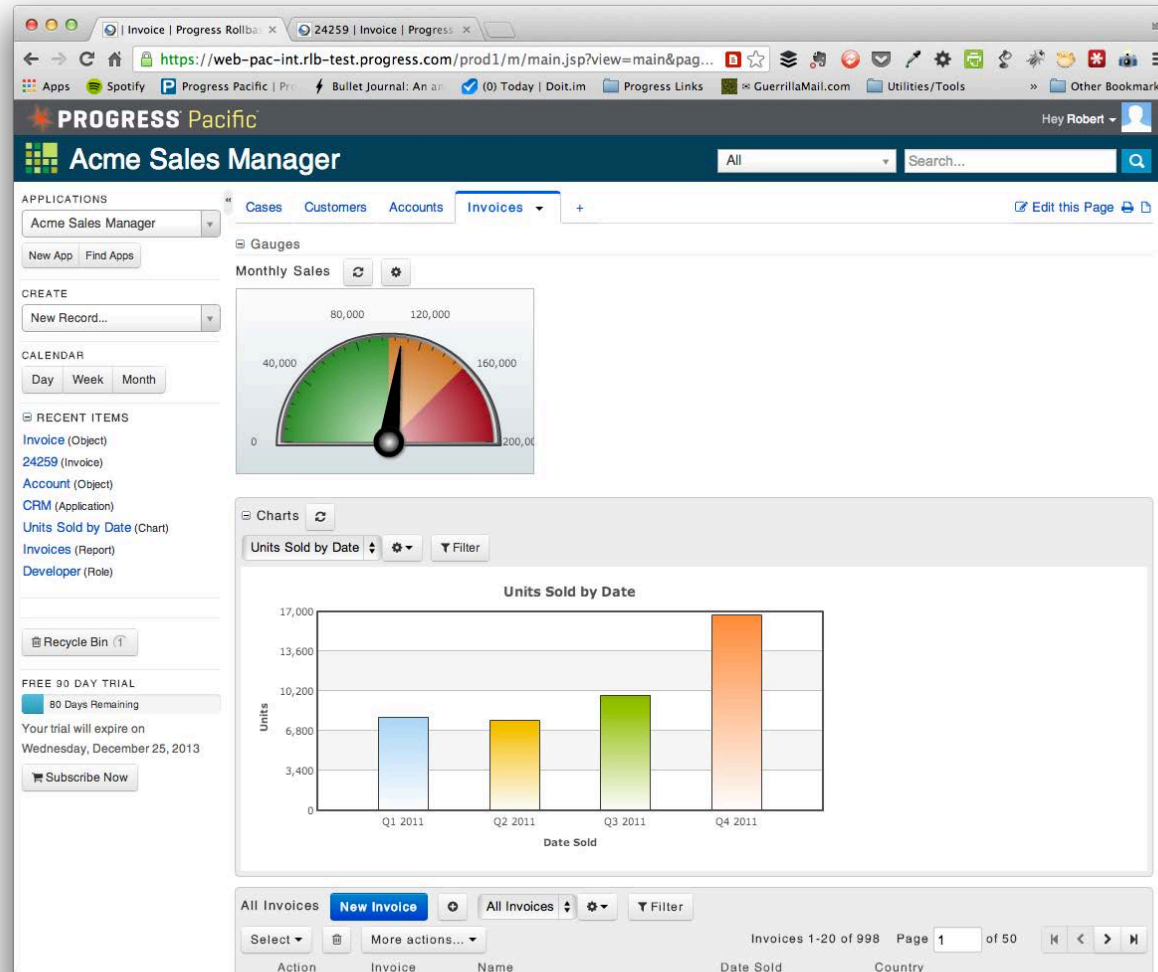 | Invoice | Progress Rollba
24259 | Invoice | Progress
https://web-pac-int.rlb-test.progress.com/prod1/m/main.jsp?view=main&pag...
Apps Spotify Progress Pacific | Pro Bullet Journal: An an (0) Today | Doit.im Progress Links GuerrillaMail.com Utilities/Tools » Other Bookmark
PROGRESS Pacific
Hey Robert
Acme Sales Manager
All
Search...
APPLICATIONS
Acme Sales Manager
New App Find Apps
CREATE
New Record...
CALENDAR
Day Week Month
RECENT ITEMS
Invoice (Object)
24259 (Invoice)
Account (Object)
CRM (Application)
Units Sold by Date (Chart)
Invoices (Report)
Developer (Role)
Recycle Bin 1
FREE 90 DAY TRIAL
80 Days Remaining
Your trial will expire on
Wednesday, December 25, 2013
Subscribe Now
Cases Customers Accounts Invoices +
Edit this Page
Gauges
Monthly Sales
80,000 120,000
40,000 160,000
0 200,00
Charts
Units Sold by Date Filter
Units Sold by Date
17,000
13,600
10,200
6,800
3,400
0
Units
Q1 2011 Q2 2011 Q3 2011 Q4 2011
Date Sold
All Invoices New Invoice All Invoices Filter
Select More actions... Invoices 1-20 of 998 Page 1 of 50
Action Invoice Name Date Sold Country